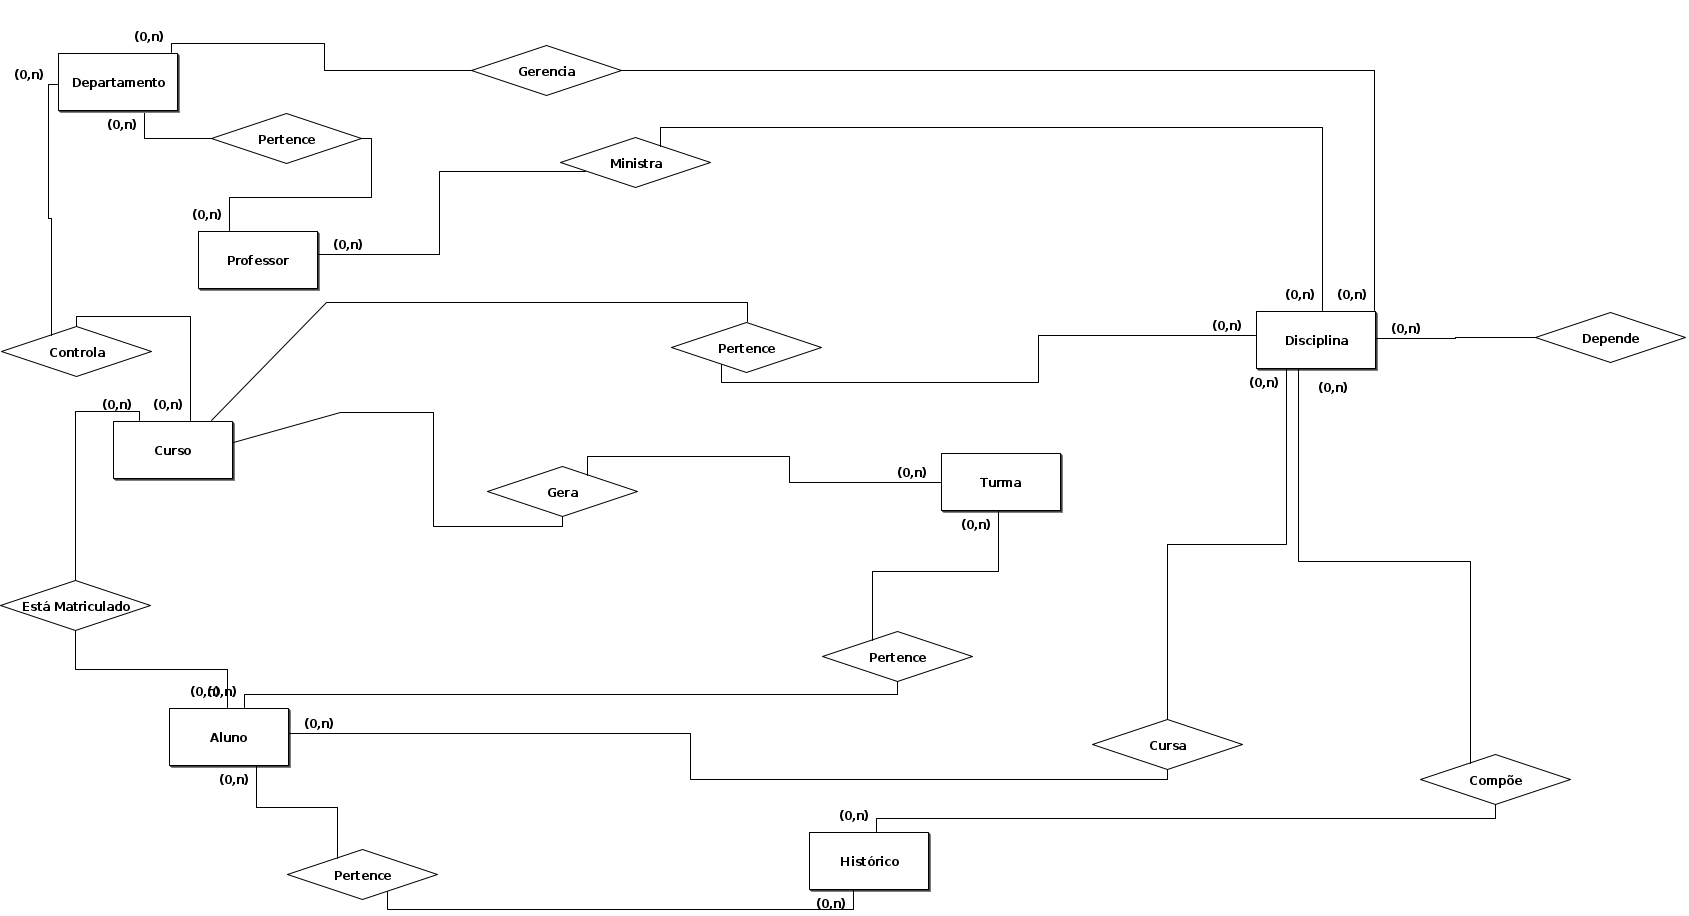 (0,n)
Gerencia
(0,n)
Departamento
(0,n)
Pertence
Ministra
(0,n)
(0,n)
Professor
(0,n)
(0,n)
(0,n)
(0,n)
Disciplina
Depende
Controla
Pertence
(0,n)
(0,n)
(0,n)
(0,n)
Curso
(0,n)
Turma
Gera
(0,n)
Está Matriculado
Pertence
(0,n)
(0,n)
(0,n)
Aluno
Cursa
(0,n)
Compõe
(0,n)
Histórico
Pertence
(0,n)